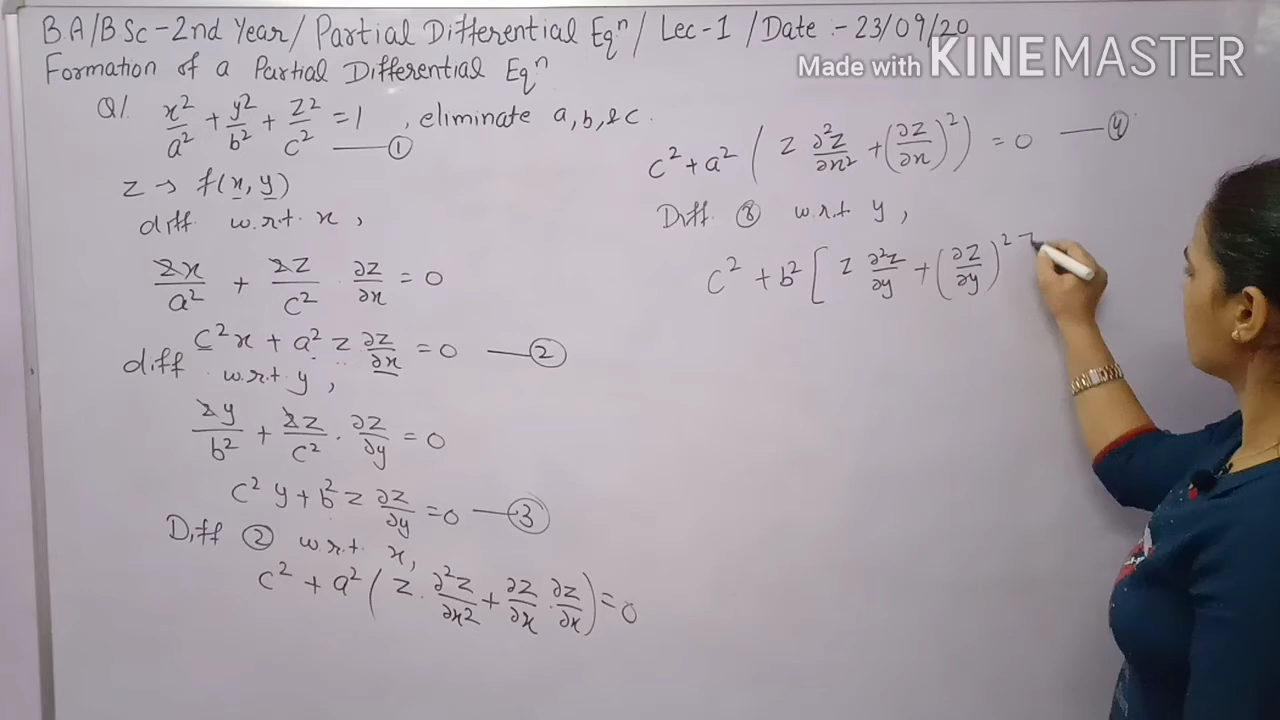 B.A/B Sc-2nd Year/ Partial Differential Eqⁿ/ Lec-1 /Date :- 23/09/20
Made with KINEMASTER
Formation of a Partial Differential Eqⁿ
Q1. x²/a² + y²/b² + z²/c² = 1 , eliminate a, b, & c. —①
z → f(x, y)
diff w.r.t. x,
2x/a² + 2z/c² · ∂z/∂x = 0
c²x + a² z ∂z/∂x = 0 —②
diff w.r.t. y,
2y/b² + 2z/c² · ∂z/∂y = 0
c² y + b² z ∂z/∂y = 0 —③
Diff ② w.r.t. x,
c² + a² ( z · ∂²z/∂x² + ∂z/∂x · ∂z/∂x ) = 0
c² + a² ( z ∂²z/∂x² + (∂z/∂x)² ) = 0 —④
Diff. ③ w.r.t y,
c² + b² [ z ∂²z/∂y + (∂z/∂y)²